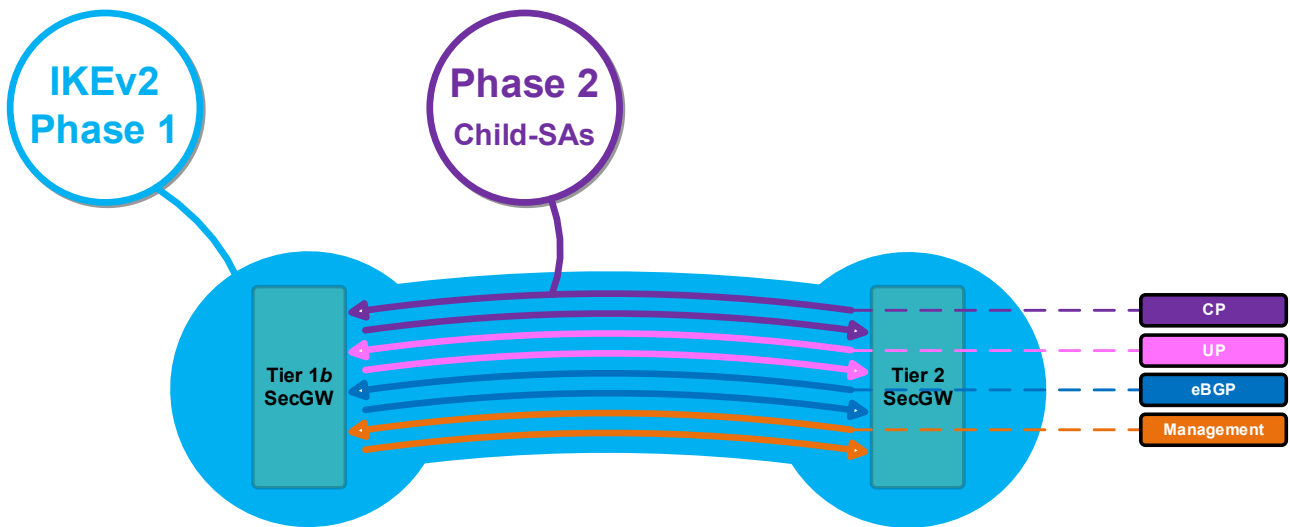 IKEv2
Phase 1
Phase 2
Child-SAs
Tier 1b
SecGW
Tier 2
SecGW
CP
UP
eBGP
Management